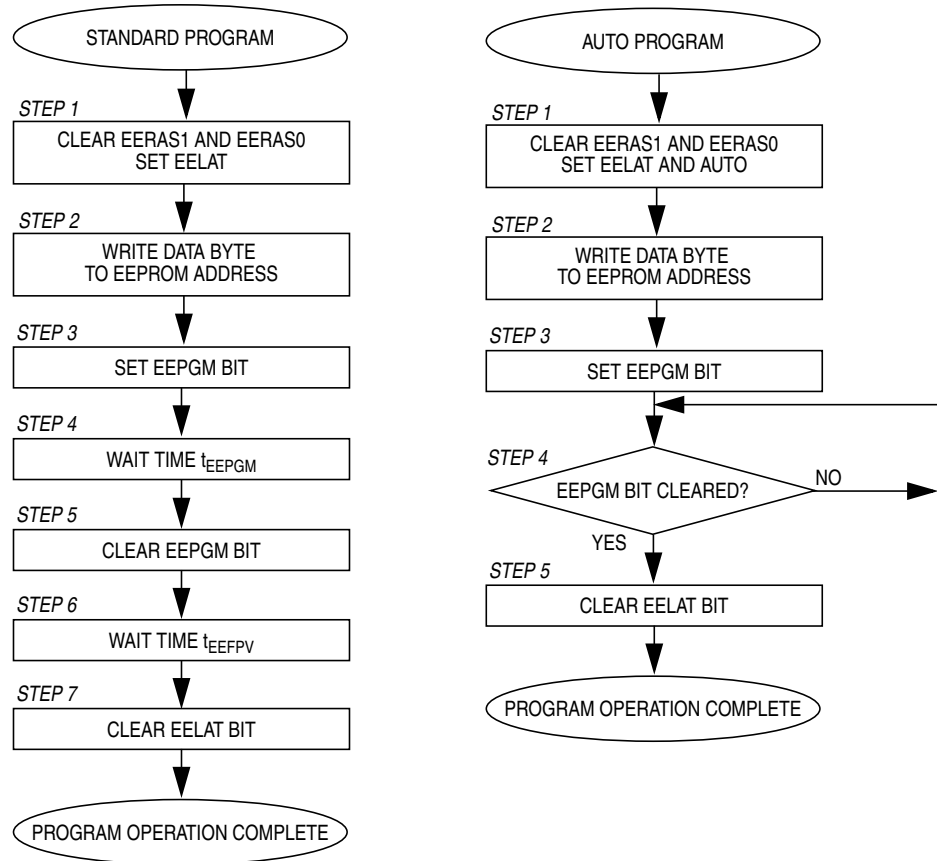 STANDARD PROGRAM
STEP 1
CLEAR EERAS1 AND EERAS0
SET EELAT
STEP 2
WRITE DATA BYTE
TO EEPROM ADDRESS
STEP 3
SET EEPGM BIT
STEP 4
WAIT TIME tEEPGM
STEP 5
CLEAR EEPGM BIT
STEP 6
WAIT TIME tEEFPV
STEP 7
CLEAR EELAT BIT
PROGRAM OPERATION COMPLETE
AUTO PROGRAM
STEP 1
CLEAR EERAS1 AND EERAS0
SET EELAT AND AUTO
STEP 2
WRITE DATA BYTE
TO EEPROM ADDRESS
STEP 3
SET EEPGM BIT
STEP 4
EEPGM BIT CLEARED?
NO
YES
STEP 5
CLEAR EELAT BIT
PROGRAM OPERATION COMPLETE